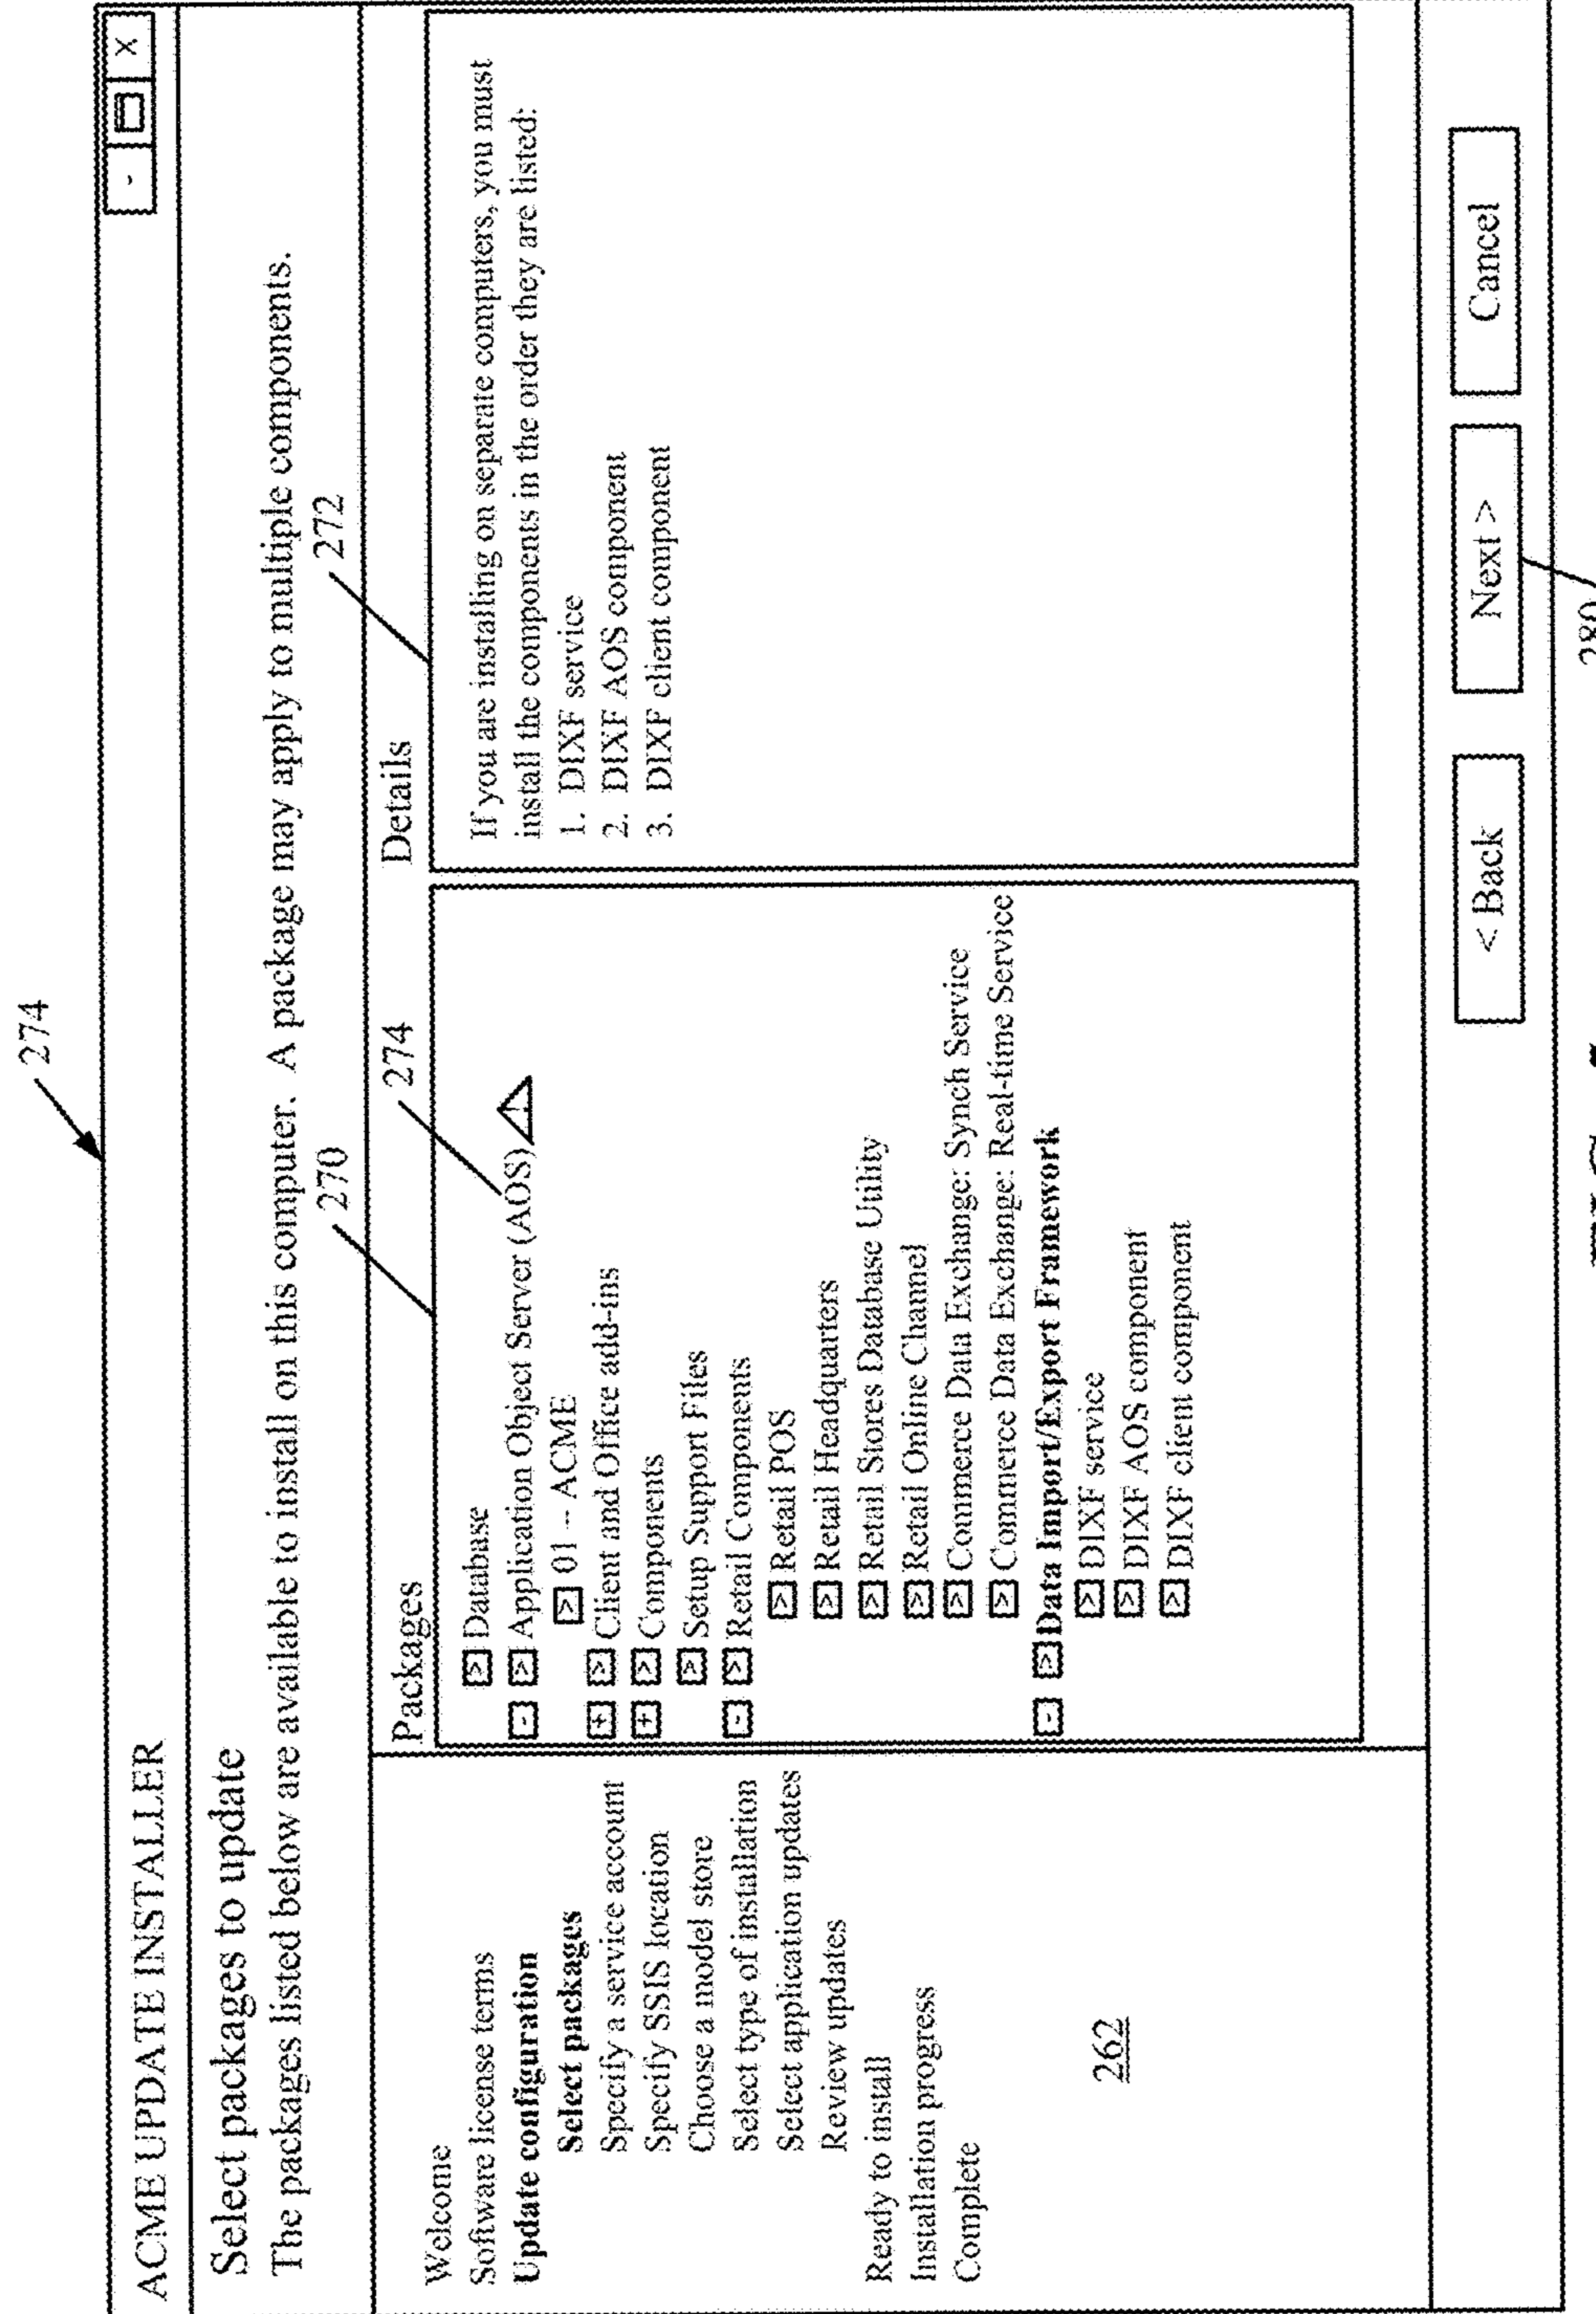 274
ACME UPDATE INSTALLER
- X
Select packages to update
The packages listed below are available to install on this computer. A package may apply to multiple components.
270
272
Welcome
Software license terms
Update configuration
Select packages
Specify a service account
Specify SSIS location
Choose a model store
Select type of installation
Select application updates
Review updates
Ready to install
Installation progress
Complete
262
Packages
274
Database
- Application Object Server (AOS) !
01 -- ACME
+ Client and Office add-ins
+ Components
Setup Support Files
- Retail Components
Retail POS
Retail Headquarters
Retail Stores Database Utility
Retail Online Channel
Commerce Data Exchange: Synch Service
Commerce Data Exchange: Real-time Service
- Data Import/Export Framework
DIXF service
DIXF AOS component
DIXF client component
Details
If you are installing on separate computers, you must
install the components in the order they are listed:
1. DIXF service
2. DIXF AOS component
3. DIXF client component
< Back
Next >
Cancel
280